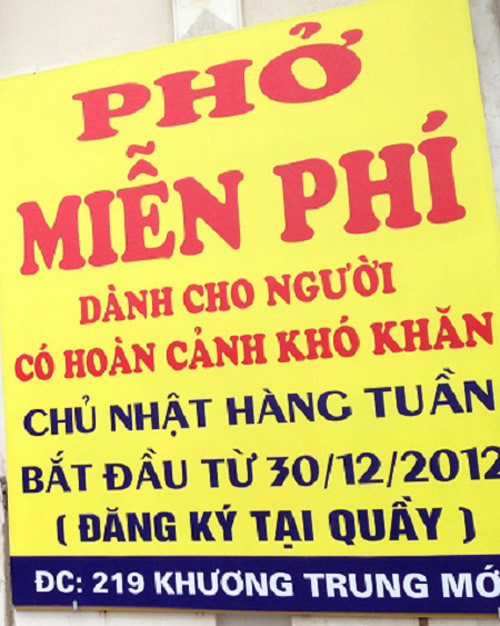 PHỞ
MIỄN PHÍ
DÀNH CHO NGƯỜI
CÓ HOÀN CẢNH KHÓ KHĂN
CHỦ NHẬT HÀNG TUẦN
BẮT ĐẦU TỪ 30/12/2012
( ĐĂNG KÝ TẠI QUẦY )
ĐC: 219 KHƯƠNG TRUNG MỚ